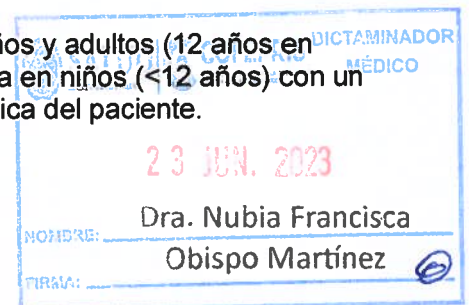 ños y adultos (12 años en
DICTAMINADOR
MÉDICO
a en niños (<12 años) con un
ica del paciente.
23 JUN. 2023
NOMBRE: Dra. Nubia Francisca
Obispo Martínez
FIRMA: